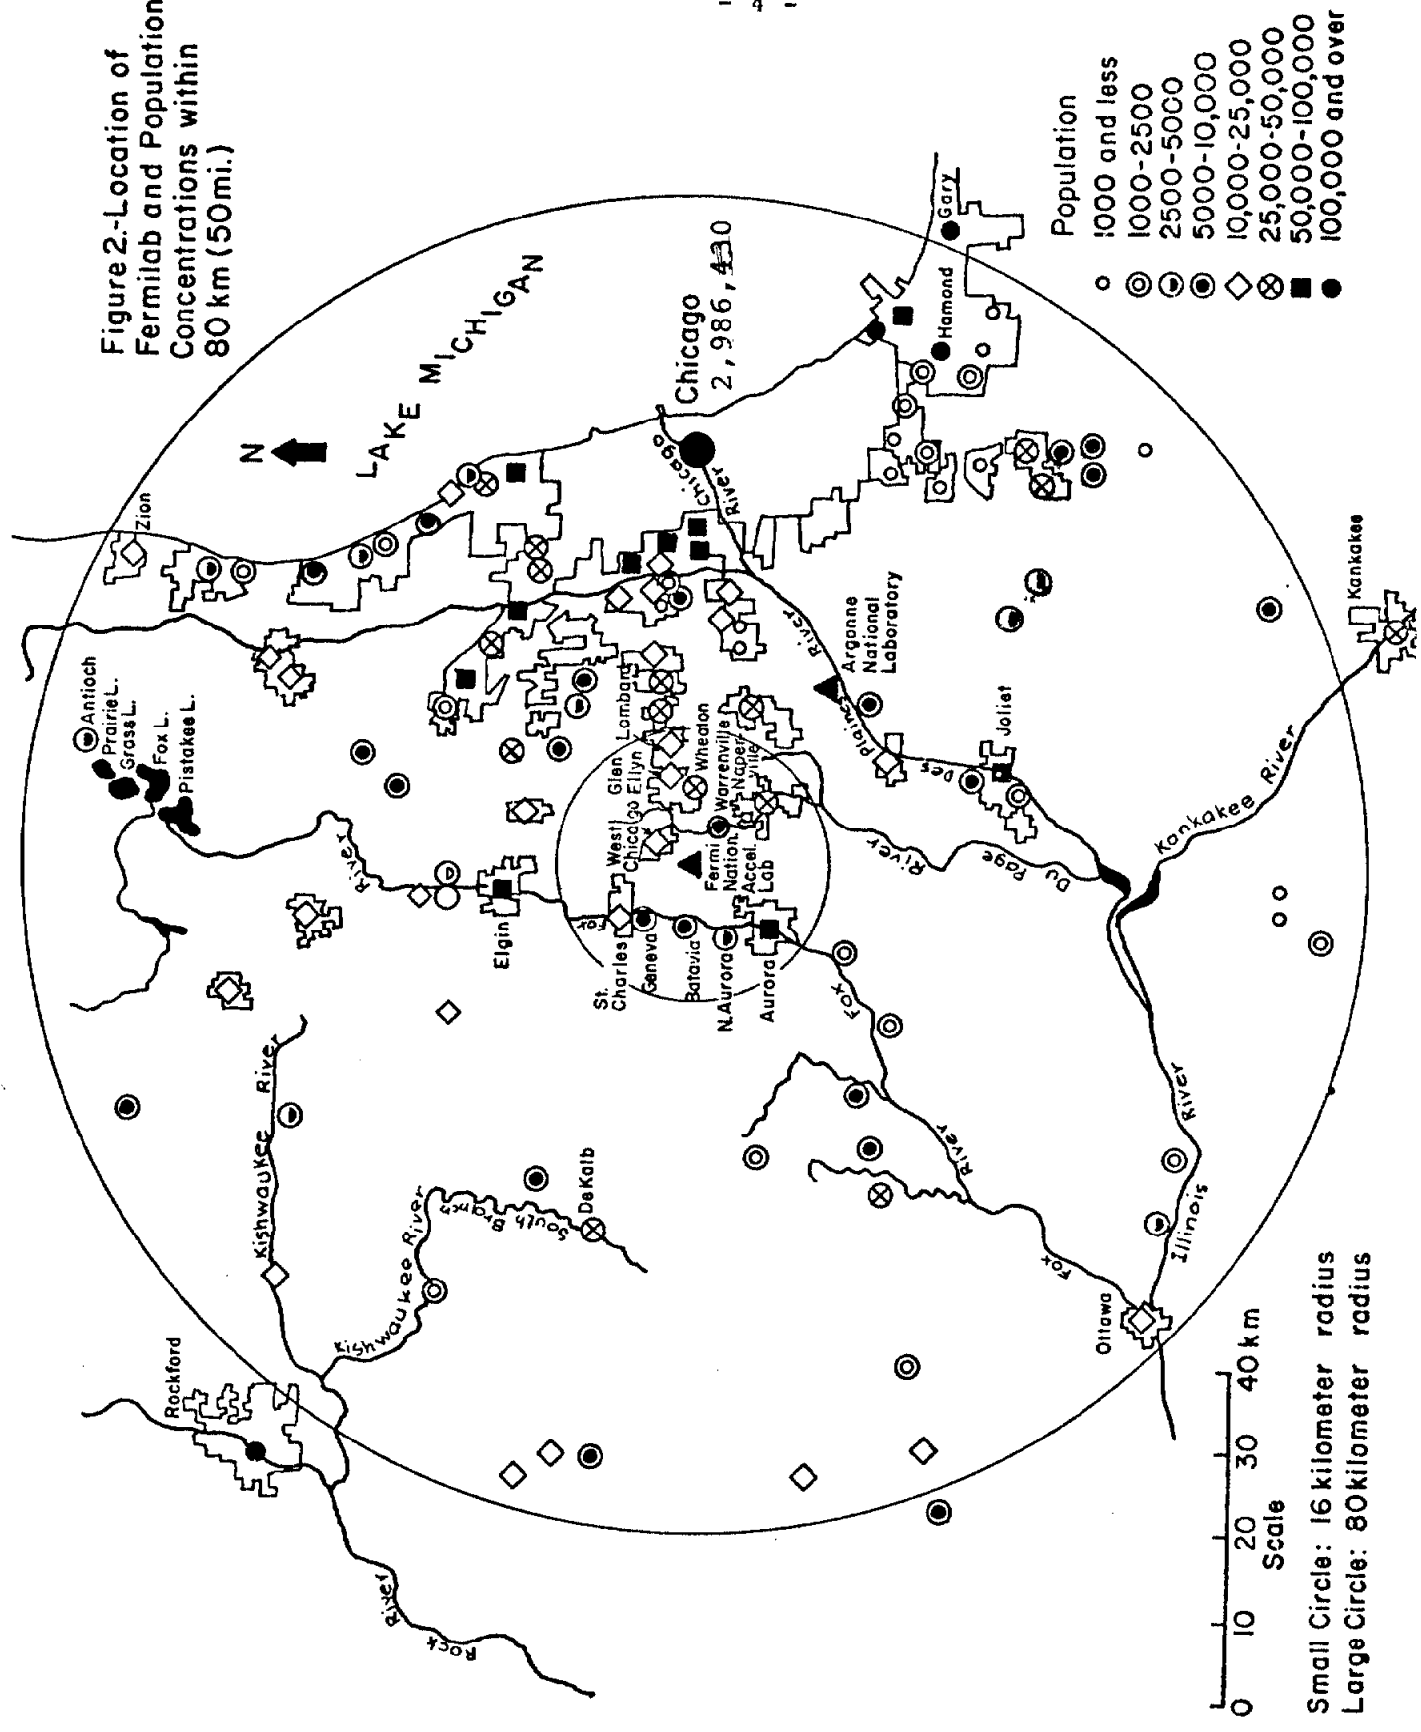 - 4 -
Figure 2.-Location of
Fermilab and Population
Concentrations within
80 km (50mi.)
N
LAKE MICHIGAN
Zion
Antioch
Prairie L.
Grass L.
Fox L.
Pistakee L.
Chicago
2,986,430
Chicago
Chicago
River
Gary
Hamond
Population
1000 and less
1000-2500
2500-5000
5000-10,000
10,000-25,000
25,000-50,000
50,000-100,000
100,000 and over
Rockford
Kishwaukee River
Kishwaukee River
South Branch
DeKalb
River
Rock
River
Elgin
Fox
St.
Charles
Geneva
Batavia
N.Aurora
Aurora
West
Chicago
Glen
Ellyn
Lombard
Wheaton
Warrenville
Naper-
ville
Fermi
Nation.
Accel.
Lab
Argonne
National
Laboratory
Des
Plaines
River
Joliet
River
Du Page
Kankakee River
Kankakee
Fox
River
Fox
Illinois
River
Ottawa
0 10 20 30 40 km
Scale
Small Circle: 16 kilometer radius
Large Circle: 80 kilometer radius